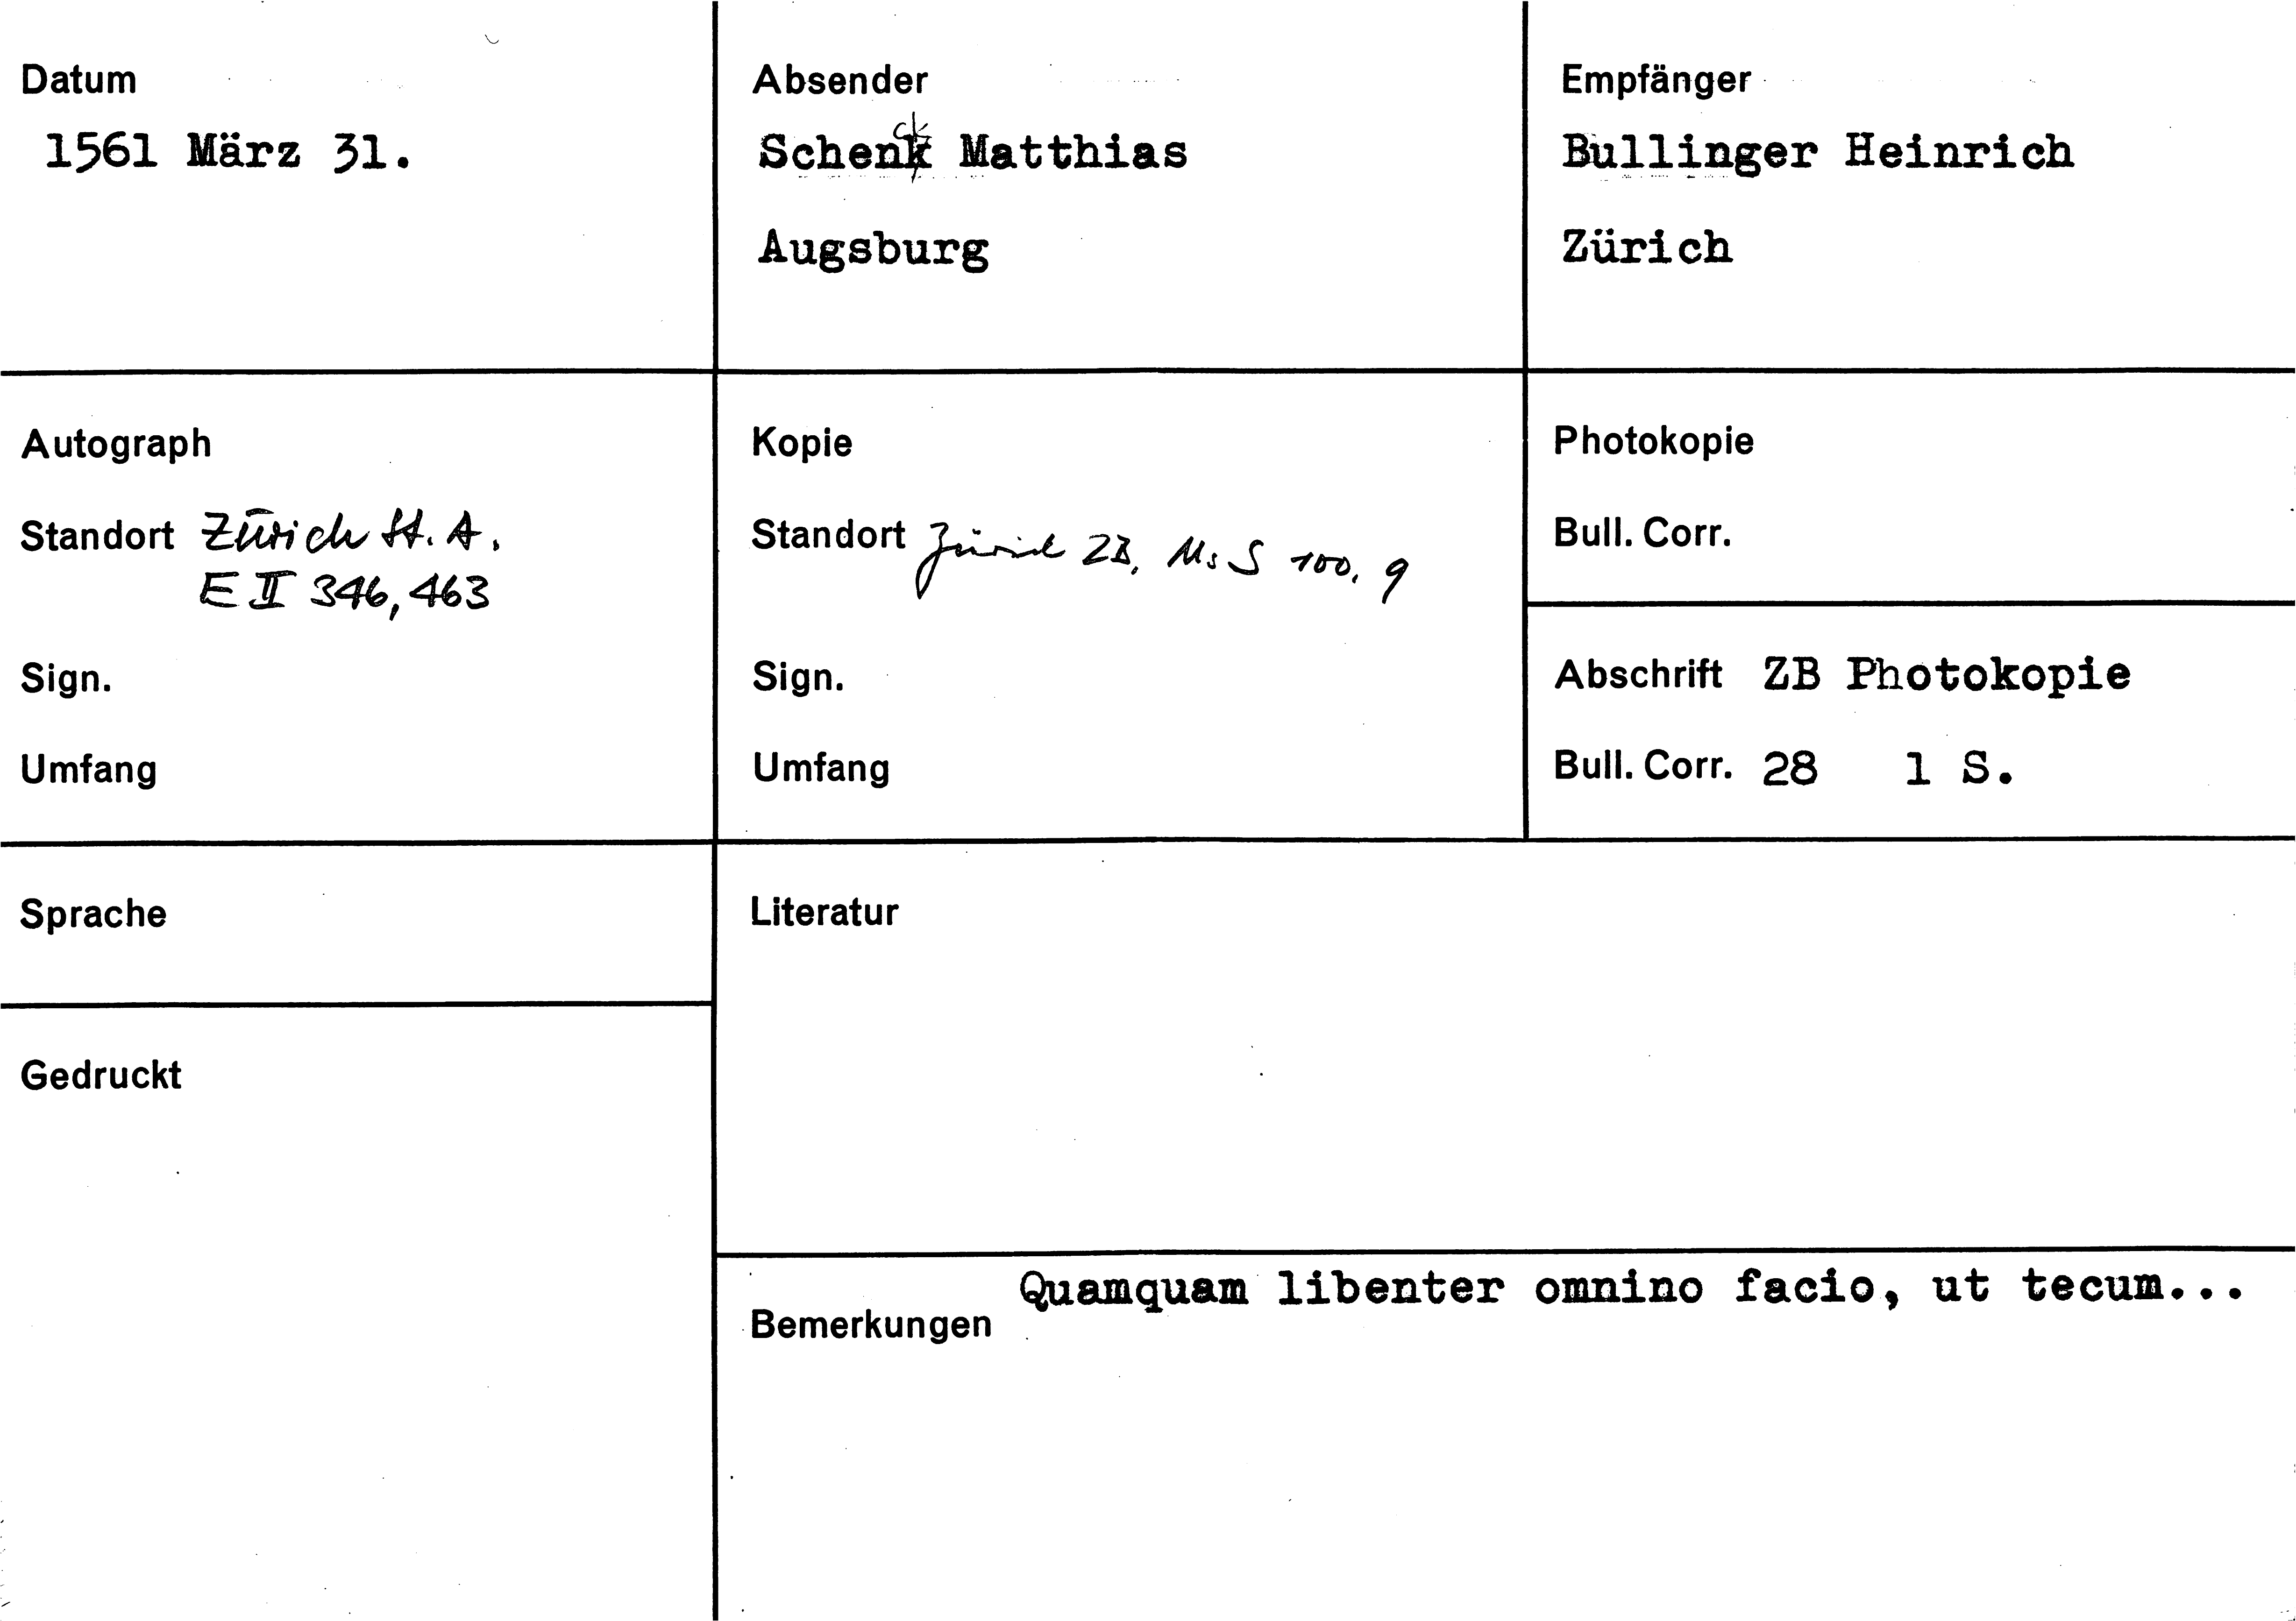 Datum
1561 März 31.
Absender
Schenck Matthias
Augsburg
Empfänger
Bullinger Heinrich
Zürich
Autograph
Standort Zürich St. A.
E II 346, 463
Sign.
Umfang
Kopie
Standort Zürich ZB, Ms S 100, 9
Sign.
Umfang
Photokopie
Bull. Corr.
Abschrift ZB Photokopie
Bull. Corr. 28 1 S.
Sprache
Literatur
Gedruckt
Quamquam libenter omnino facio, ut tecum...
Bemerkungen